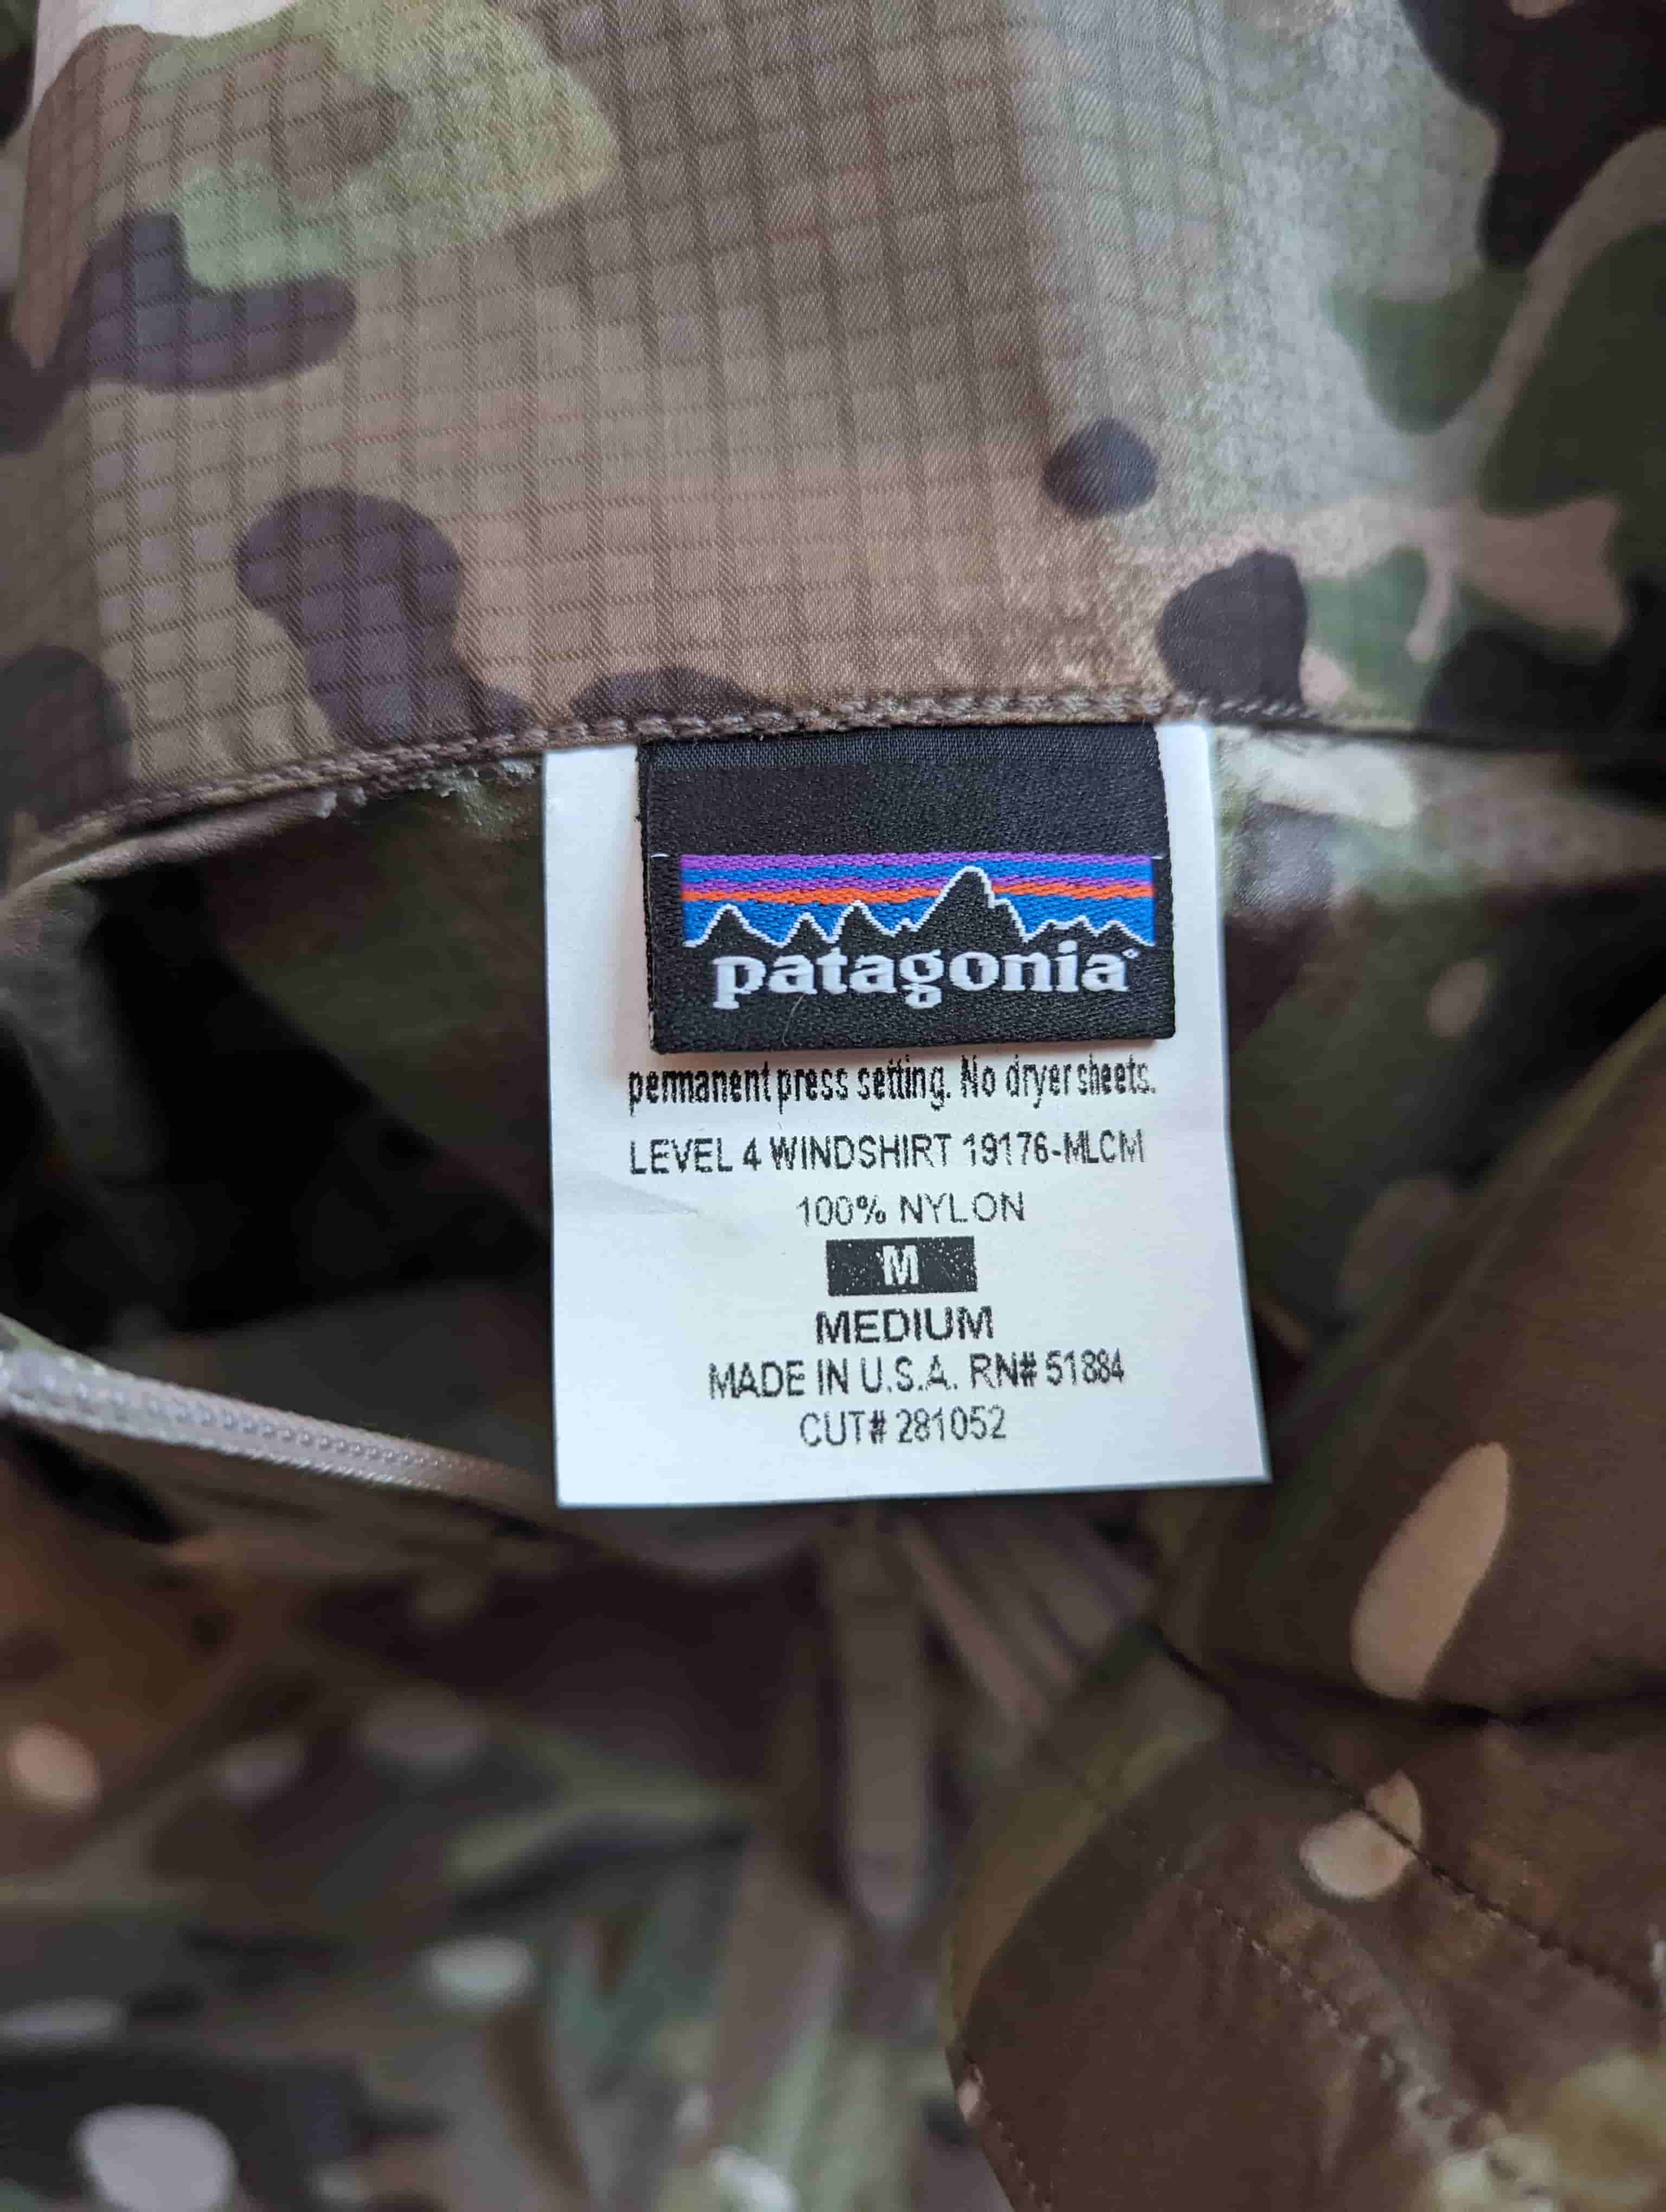 patagonia®
permanent press setting. No dryer sheets.
LEVEL 4 WINDSHIRT 19176-MLCM
100% NYLON
M
MEDIUM
MADE IN U.S.A. RN# 51884
CUT# 281052